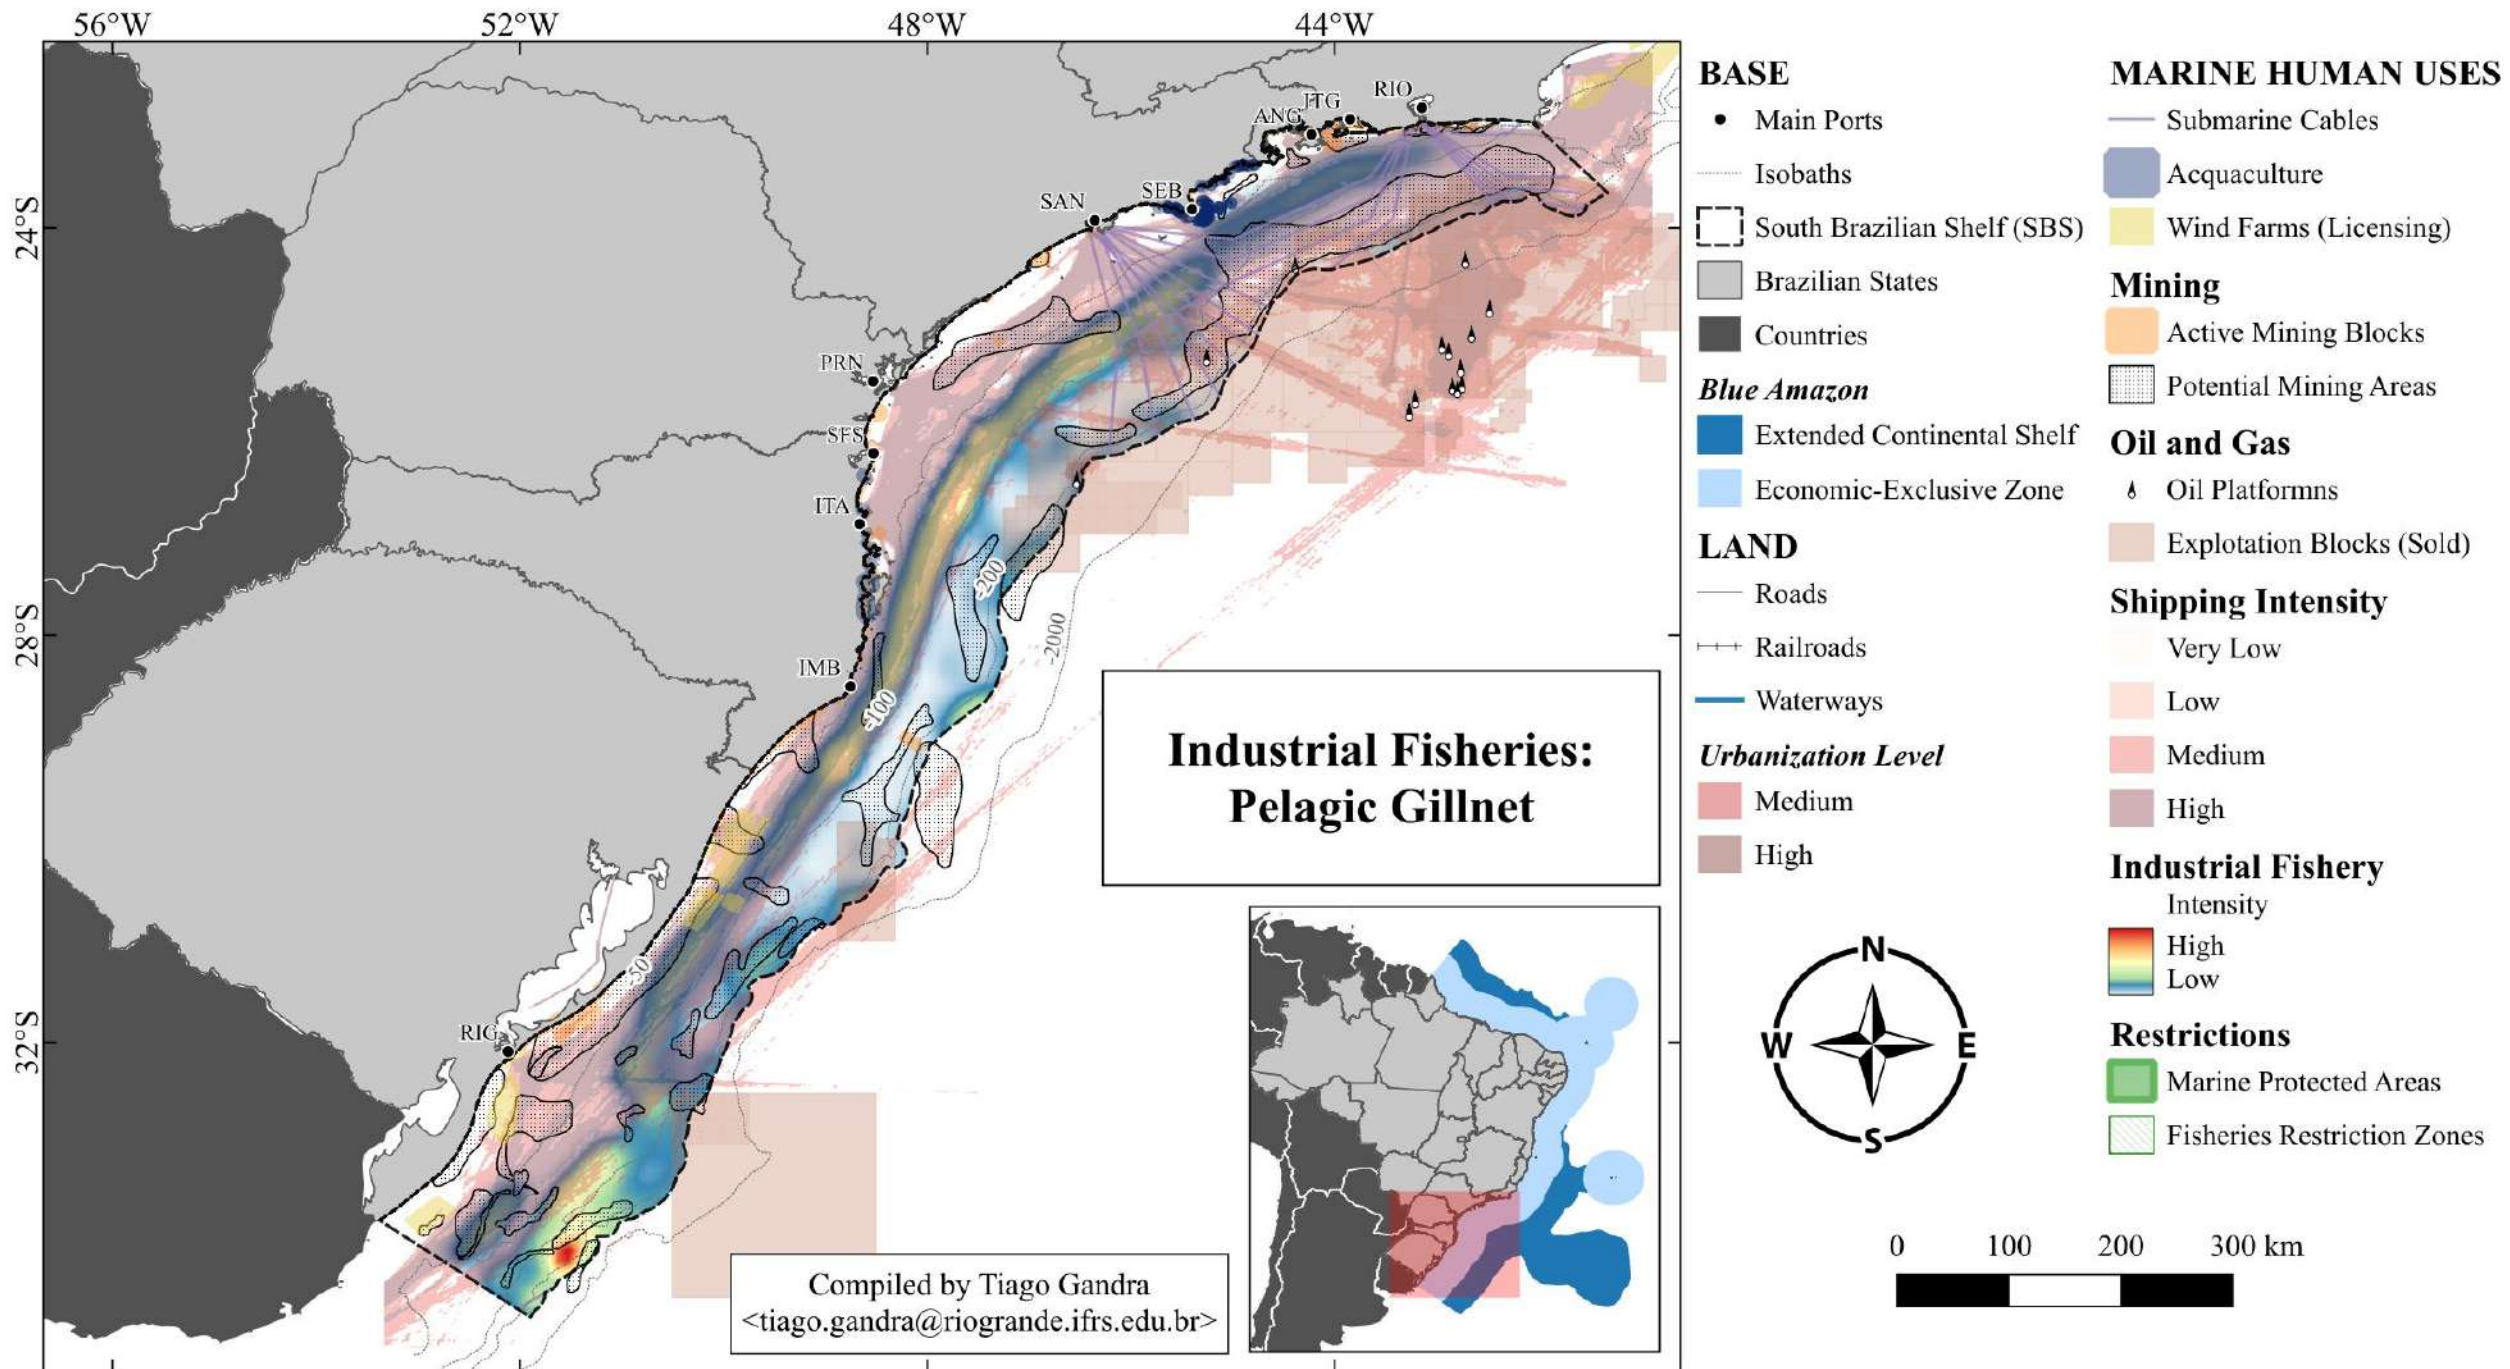 56°W
52°W
48°W
44°W
24°S
28°S
32°S
RIO
JTG
ANG
SEB
SAN
PRN
SFS
ITA
IMB
RIG
-200
-2000
-100
-50
Industrial Fisheries:
Pelagic Gillnet
Compiled by Tiago Gandra
<tiago.gandra@riogrande.ifrs.edu.br>
BASE
Main Ports
Isobaths
South Brazilian Shelf (SBS)
Brazilian States
Countries
Blue Amazon
Extended Continental Shelf
Economic-Exclusive Zone
LAND
Roads
Railroads
Waterways
Urbanization Level
Medium
High
MARINE HUMAN USES
Submarine Cables
Acquaculture
Wind Farms (Licensing)
Mining
Active Mining Blocks
Potential Mining Areas
Oil and Gas
Oil Platformns
Explotation Blocks (Sold)
Shipping Intensity
Very Low
Low
Medium
High
Industrial Fishery
Intensity
High
Low
Restrictions
Marine Protected Areas
Fisheries Restriction Zones
N
W
E
S
0 100 200 300 km